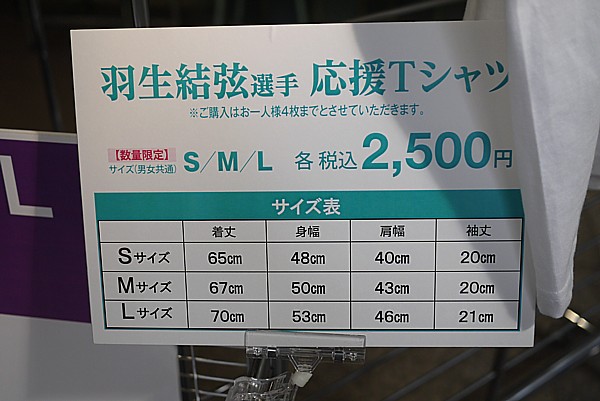 羽生結弦選手 応援Tシャツ
※ご購入はお一人様4枚までとさせていただきます。
【数量限定】
サイズ(男女共通) S/M/L 各 税込2,500円
サイズ表
着丈 身幅 肩幅 袖丈
Sサイズ 65cm 48cm 40cm 20cm
Mサイズ 67cm 50cm 43cm 20cm
Lサイズ 70cm 53cm 46cm 21cm